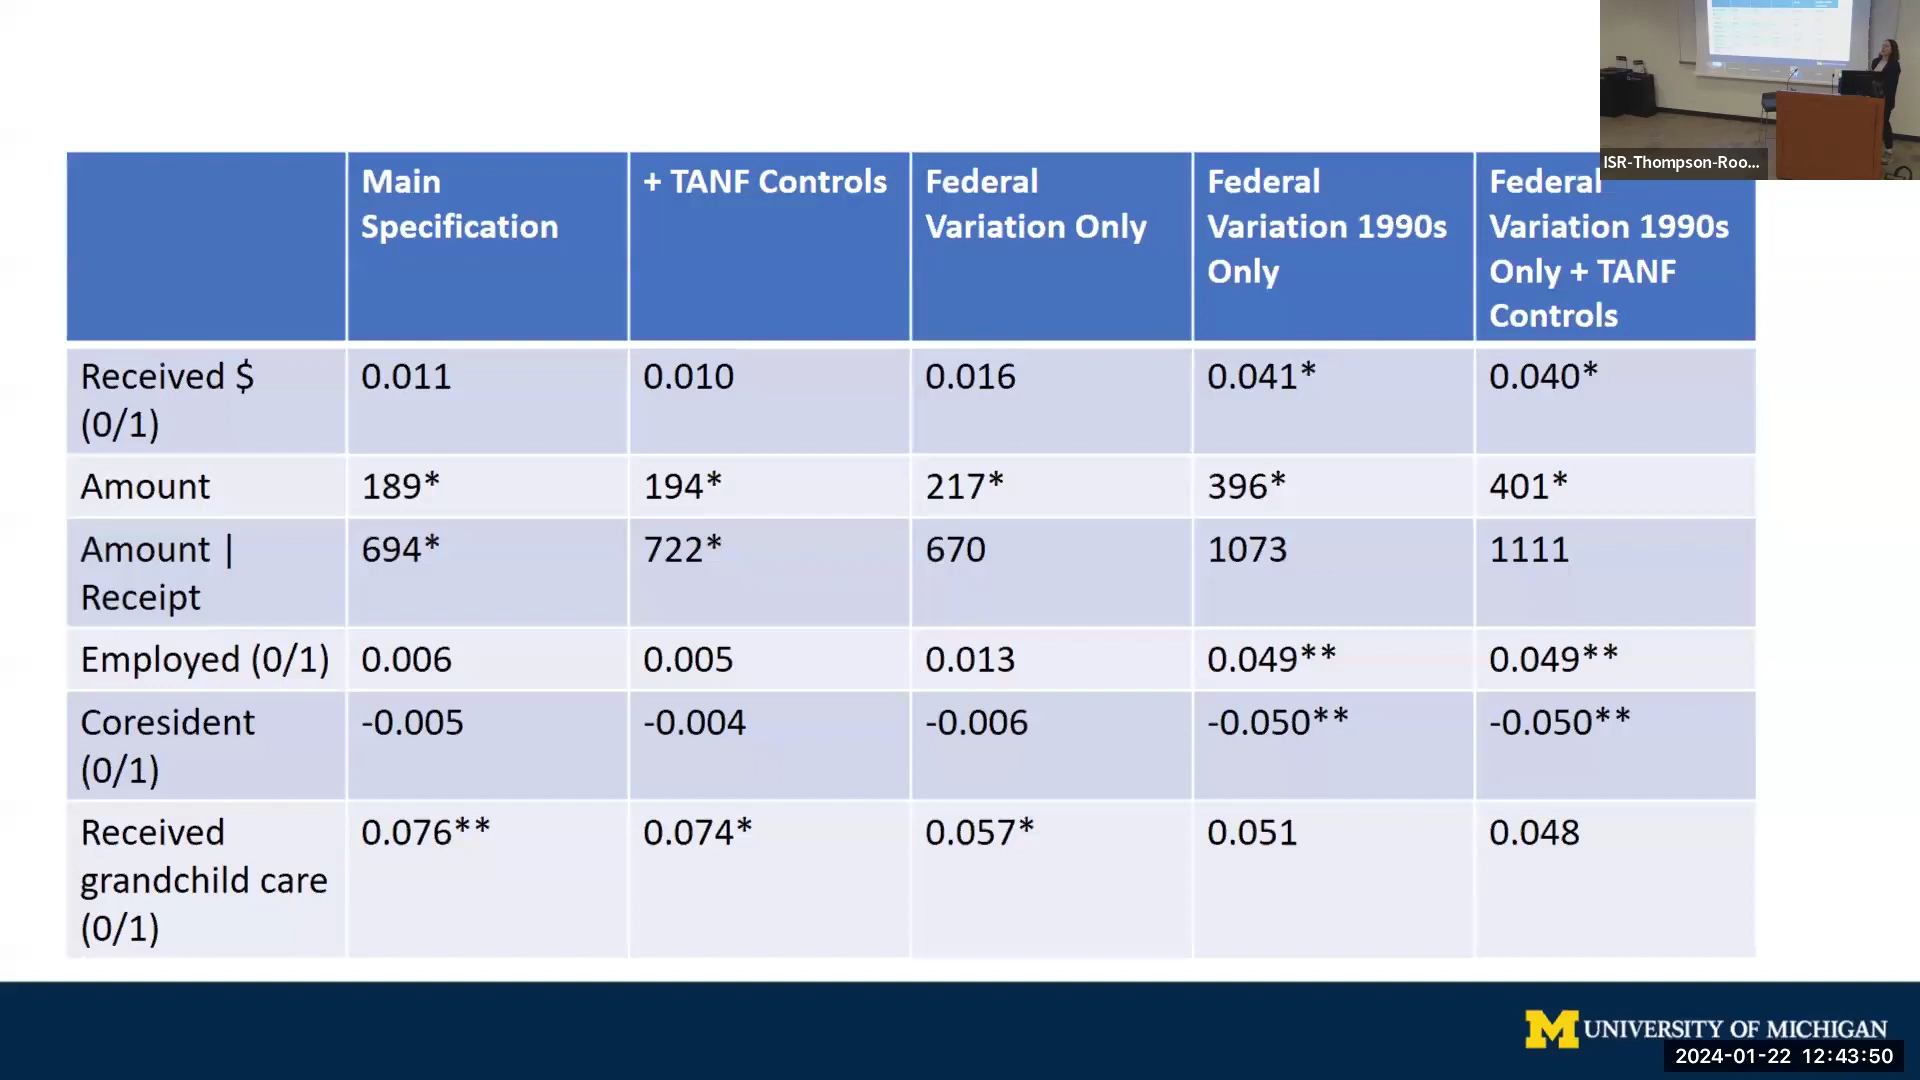 ISR-Thompson-Roo...
Main
Specification
+ TANF Controls
Federal
Variation Only
Federal
Variation 1990s
Only
Federal
Variation 1990s
Only + TANF
Controls
Received $
(0/1)
0.011
0.010
0.016
0.041*
0.040*
Amount
189*
194*
217*
396*
401*
Amount |
Receipt
694*
722*
670
1073
1111
Employed (0/1)
0.006
0.005
0.013
0.049**
0.049**
Coresident
(0/1)
-0.005
-0.004
-0.006
-0.050**
-0.050**
Received
grandchild care
(0/1)
0.076**
0.074*
0.057*
0.051
0.048
M UNIVERSITY OF MICHIGAN
2024-01-22 12:43:50